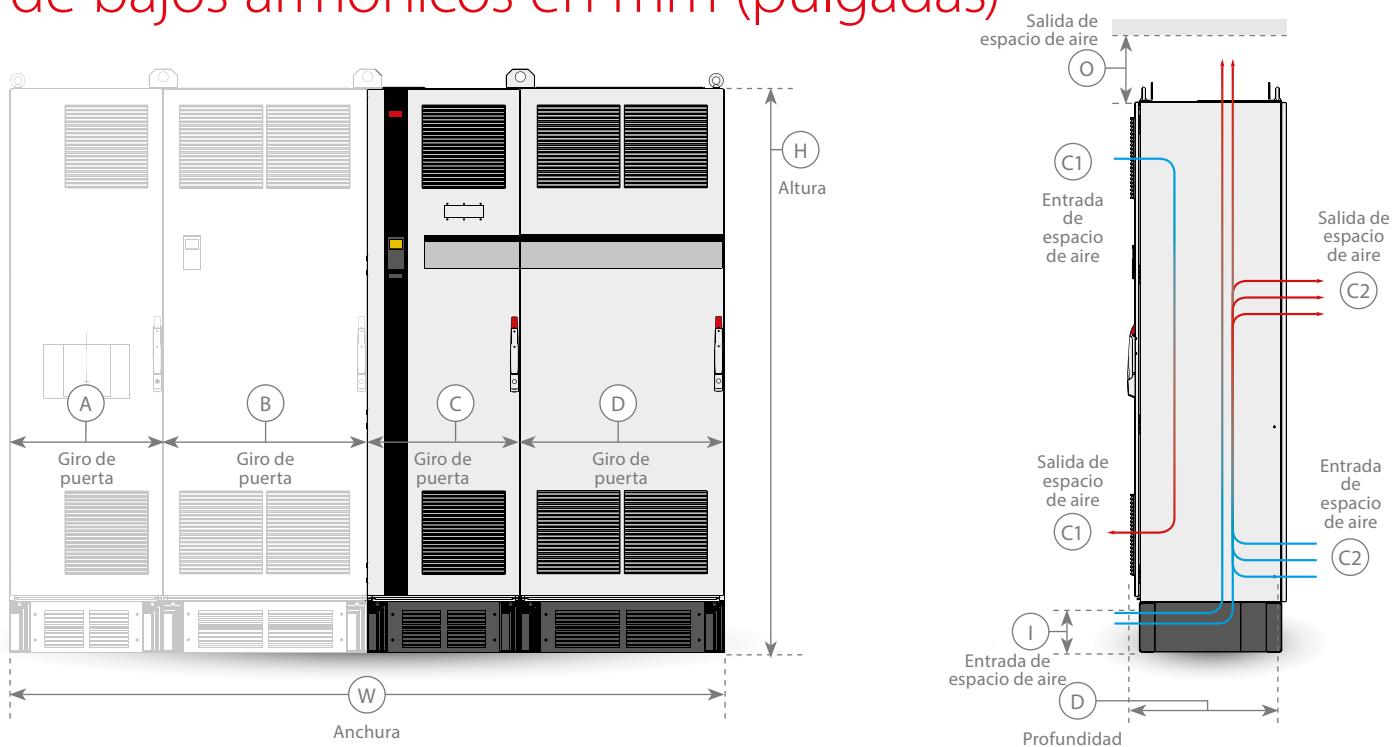 de bajos armónicos en mm (pulgadas)
Salida de
espacio de aire
O
H
Altura
C1
Entrada
de
espacio
de aire
Salida de
espacio
de aire
C2
A
Giro de
puerta
B
Giro de
puerta
C
Giro de
puerta
D
Giro de
puerta
Salida de
espacio
de aire
C1
Entrada
de
espacio
de aire
C2
I
Entrada de
espacio de aire
W
Anchura
D
Profundidad